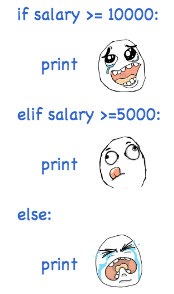 if salary >= 10000:
print
elif salary >=5000:
print
else:
print